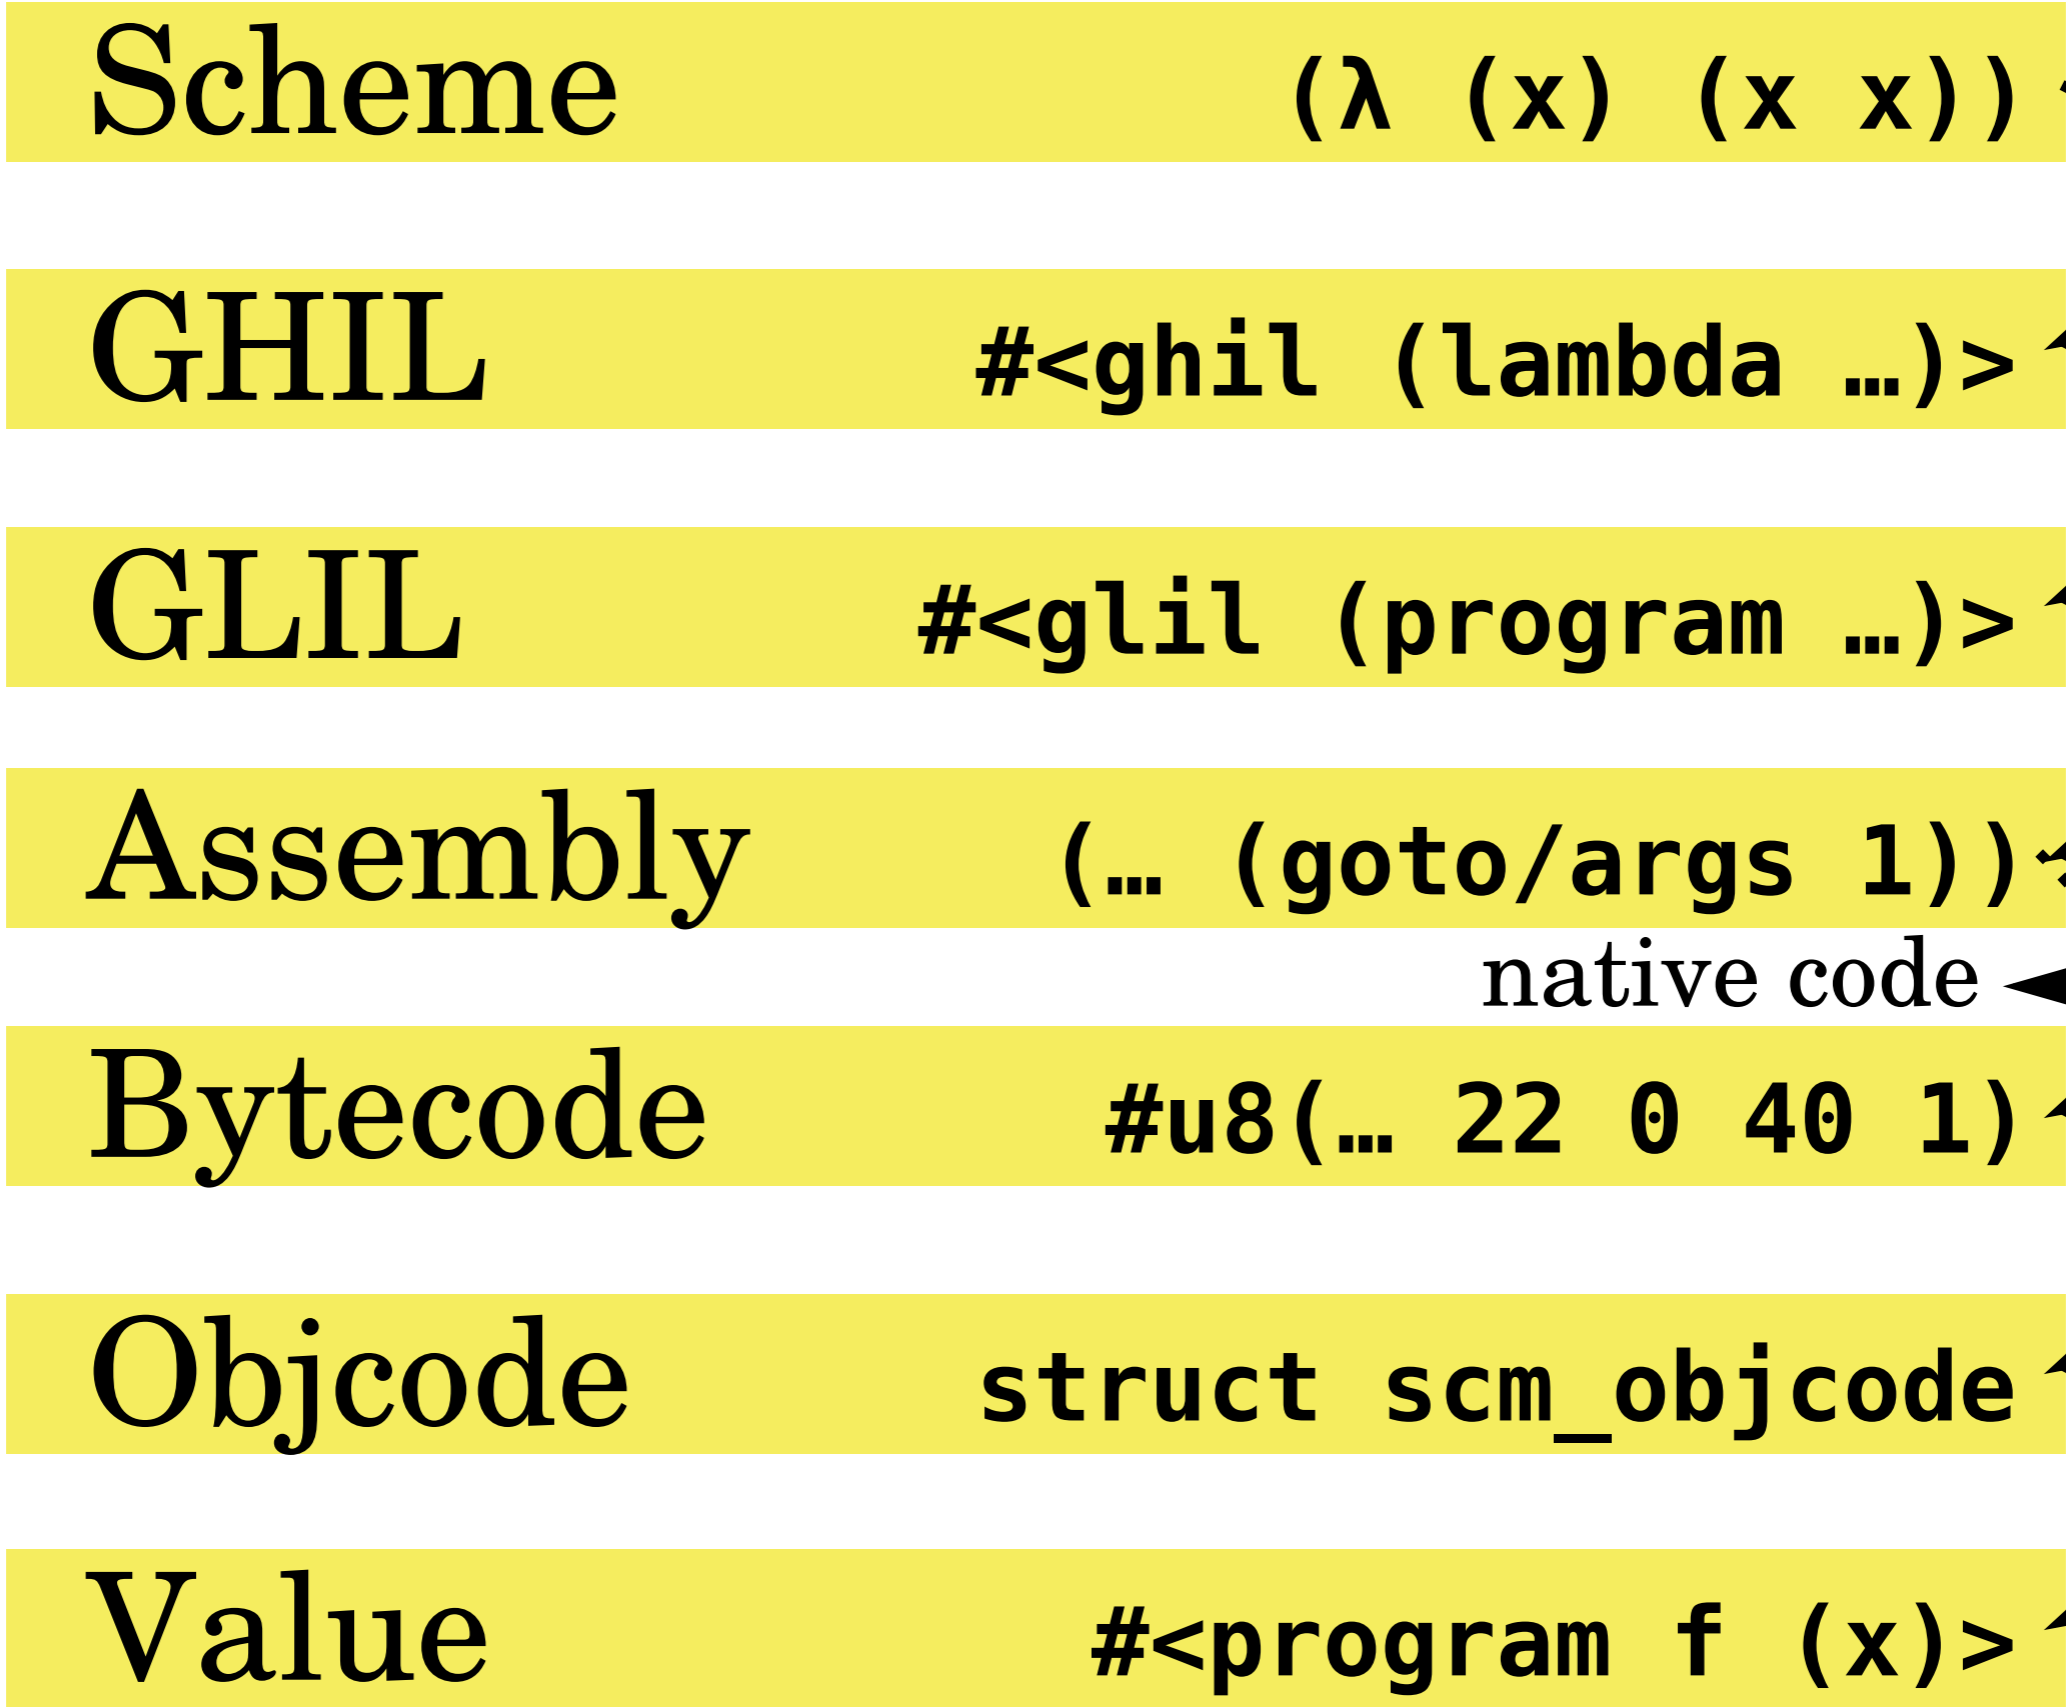 Scheme (λ (x) (x x))
GHIL #<ghil (lambda …)>
GLIL #<glil (program …)>
Assembly (… (goto/args 1))
native code
Bytecode #u8(… 22 0 40 1)
Objcode struct scm_objcode
Value #<program f (x)>